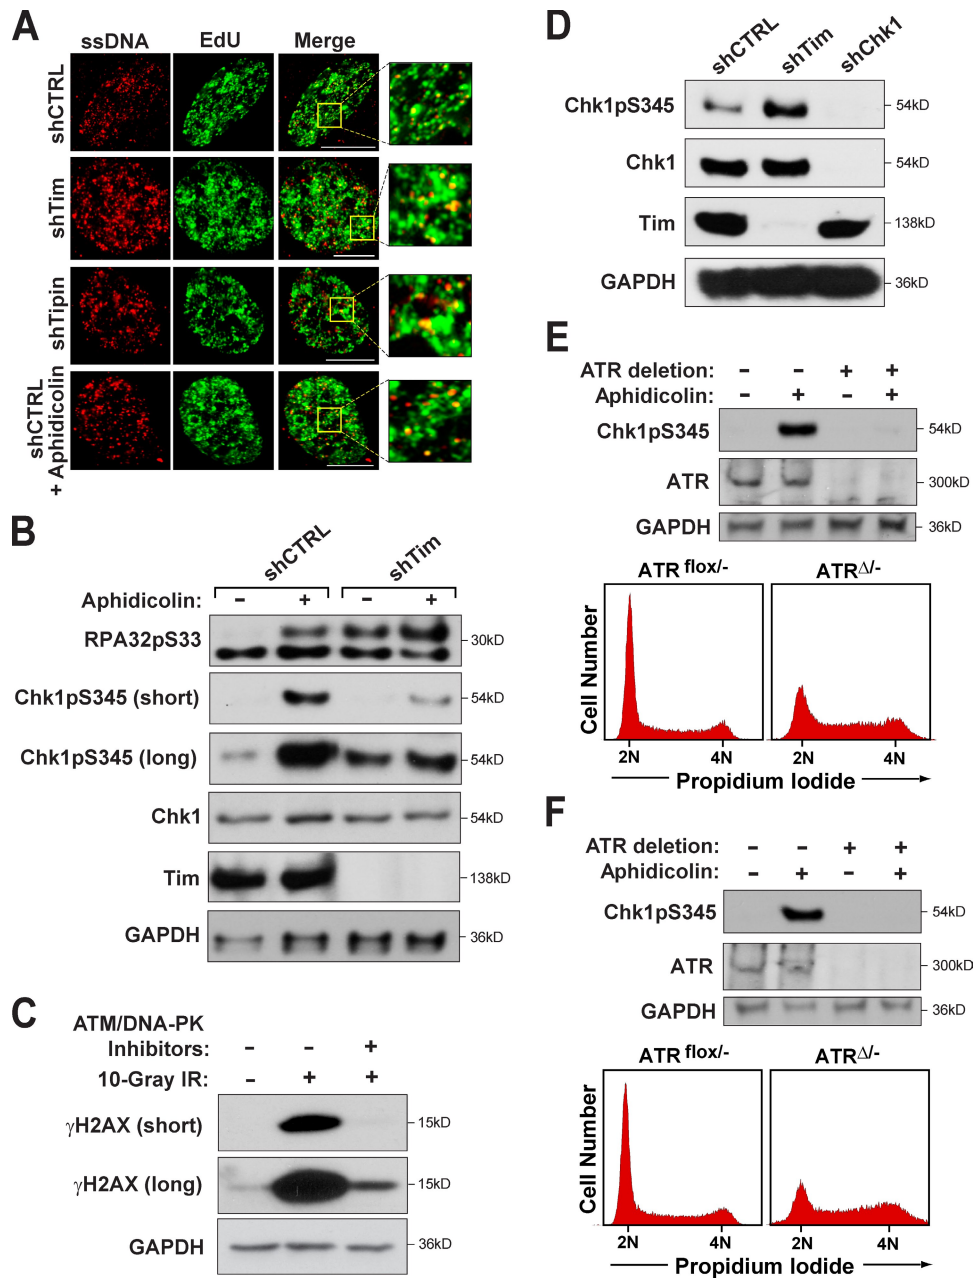 A
ssDNA EdU Merge
shCTRL
shTim
shTipin
shCTRL
+ Aphidicolin
B
shCTRL shTim
Aphidicolin: - + - +
RPA32pS33 30kD
Chk1pS345 (short) 54kD
Chk1pS345 (long) 54kD
Chk1 54kD
Tim 138kD
GAPDH 36kD
C
ATM/DNA-PK
Inhibitors: - - +
10-Gray IR: - + +
γH2AX (short) 15kD
γH2AX (long) 15kD
GAPDH 36kD
D
shCTRL shTim shChk1
Chk1pS345 54kD
Chk1 54kD
Tim 138kD
GAPDH 36kD
E
ATR deletion: - - + +
Aphidicolin: - + - +
Chk1pS345 54kD
ATR 300kD
GAPDH 36kD
ATR flox/- ATR Δ/-
Cell Number
2N 4N 2N 4N
Propidium Iodide
F
ATR deletion: - - + +
Aphidicolin: - + - +
Chk1pS345 54kD
ATR 300kD
GAPDH 36kD
ATR flox/- ATR Δ/-
Cell Number
2N 4N 2N 4N
Propidium Iodide